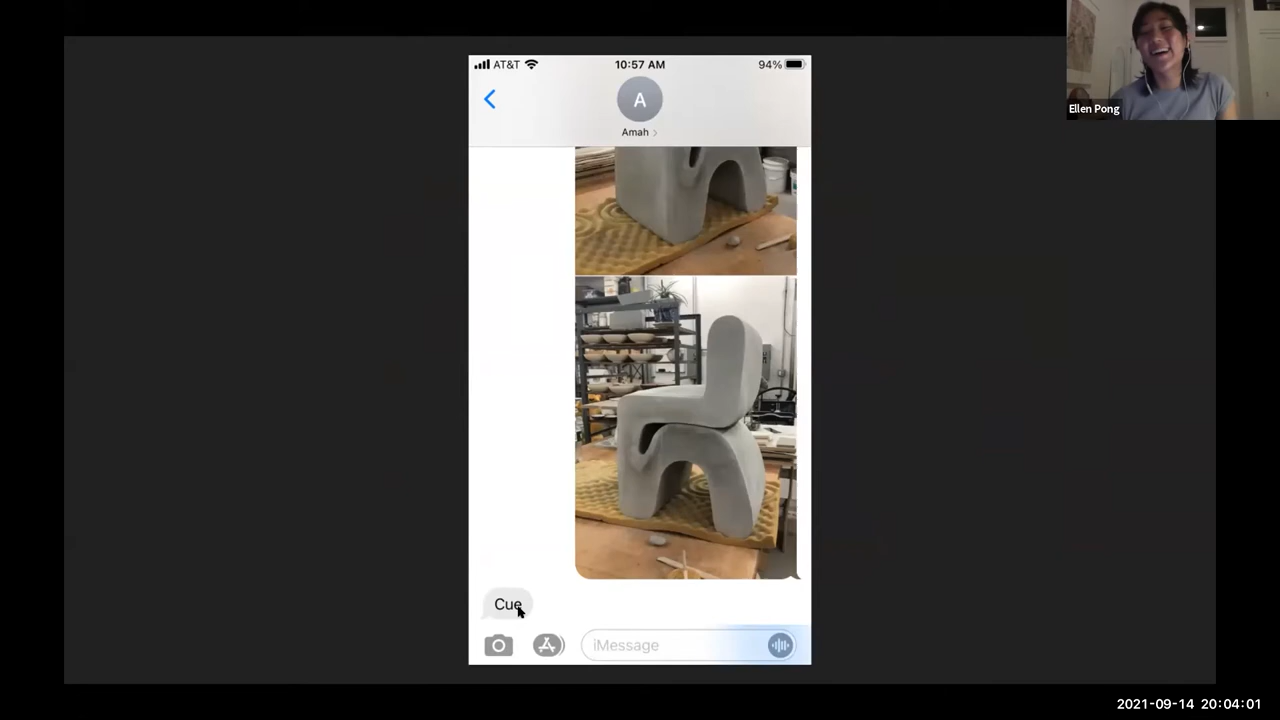 AT&T
10:57 AM
94%
A
Amah
Ellen Pong
Cue
iMessage
2021-09-14 20:04:01